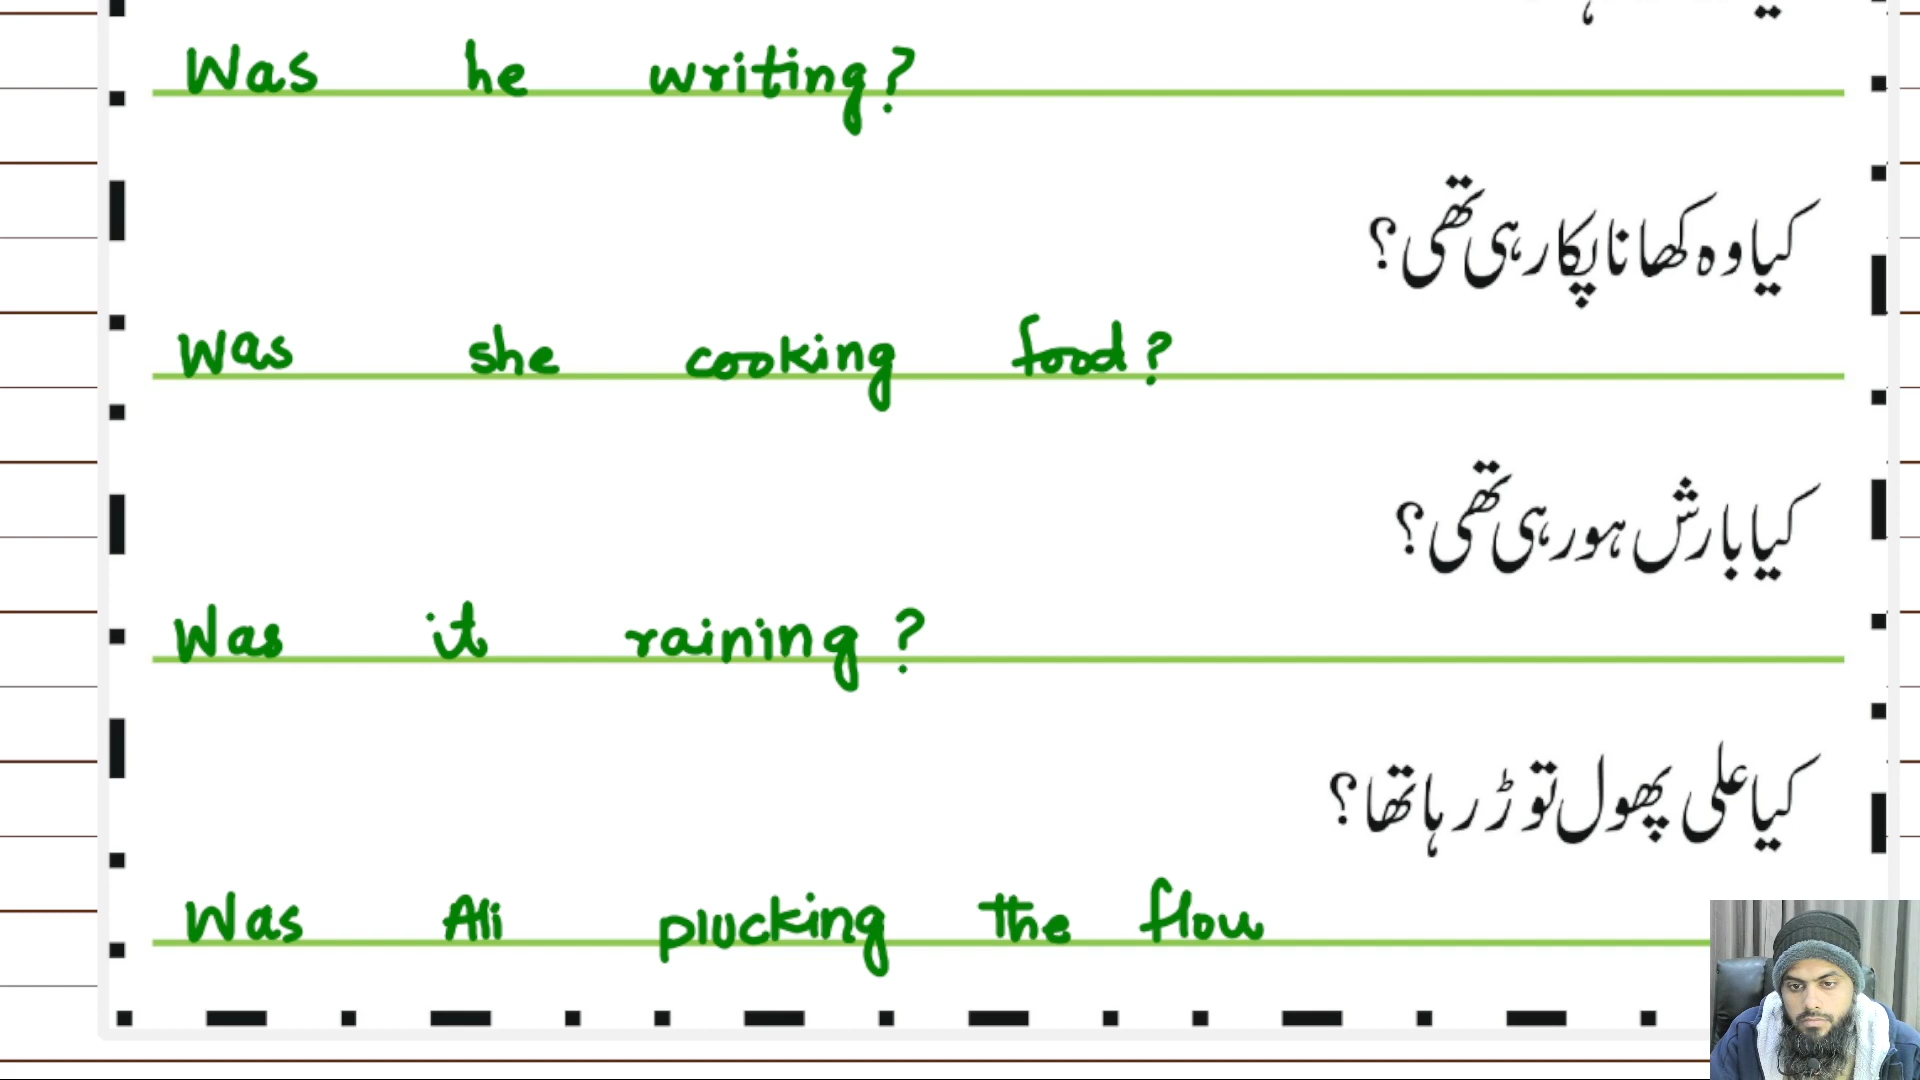 Was he writing?
کیا وہ کھانا پکا رہی تھی؟
Was she cooking food?
کیا بارش ہو رہی تھی؟
Was it raining?
کیا علی پھول توڑ رہا تھا؟
Was Ali plucking the flow